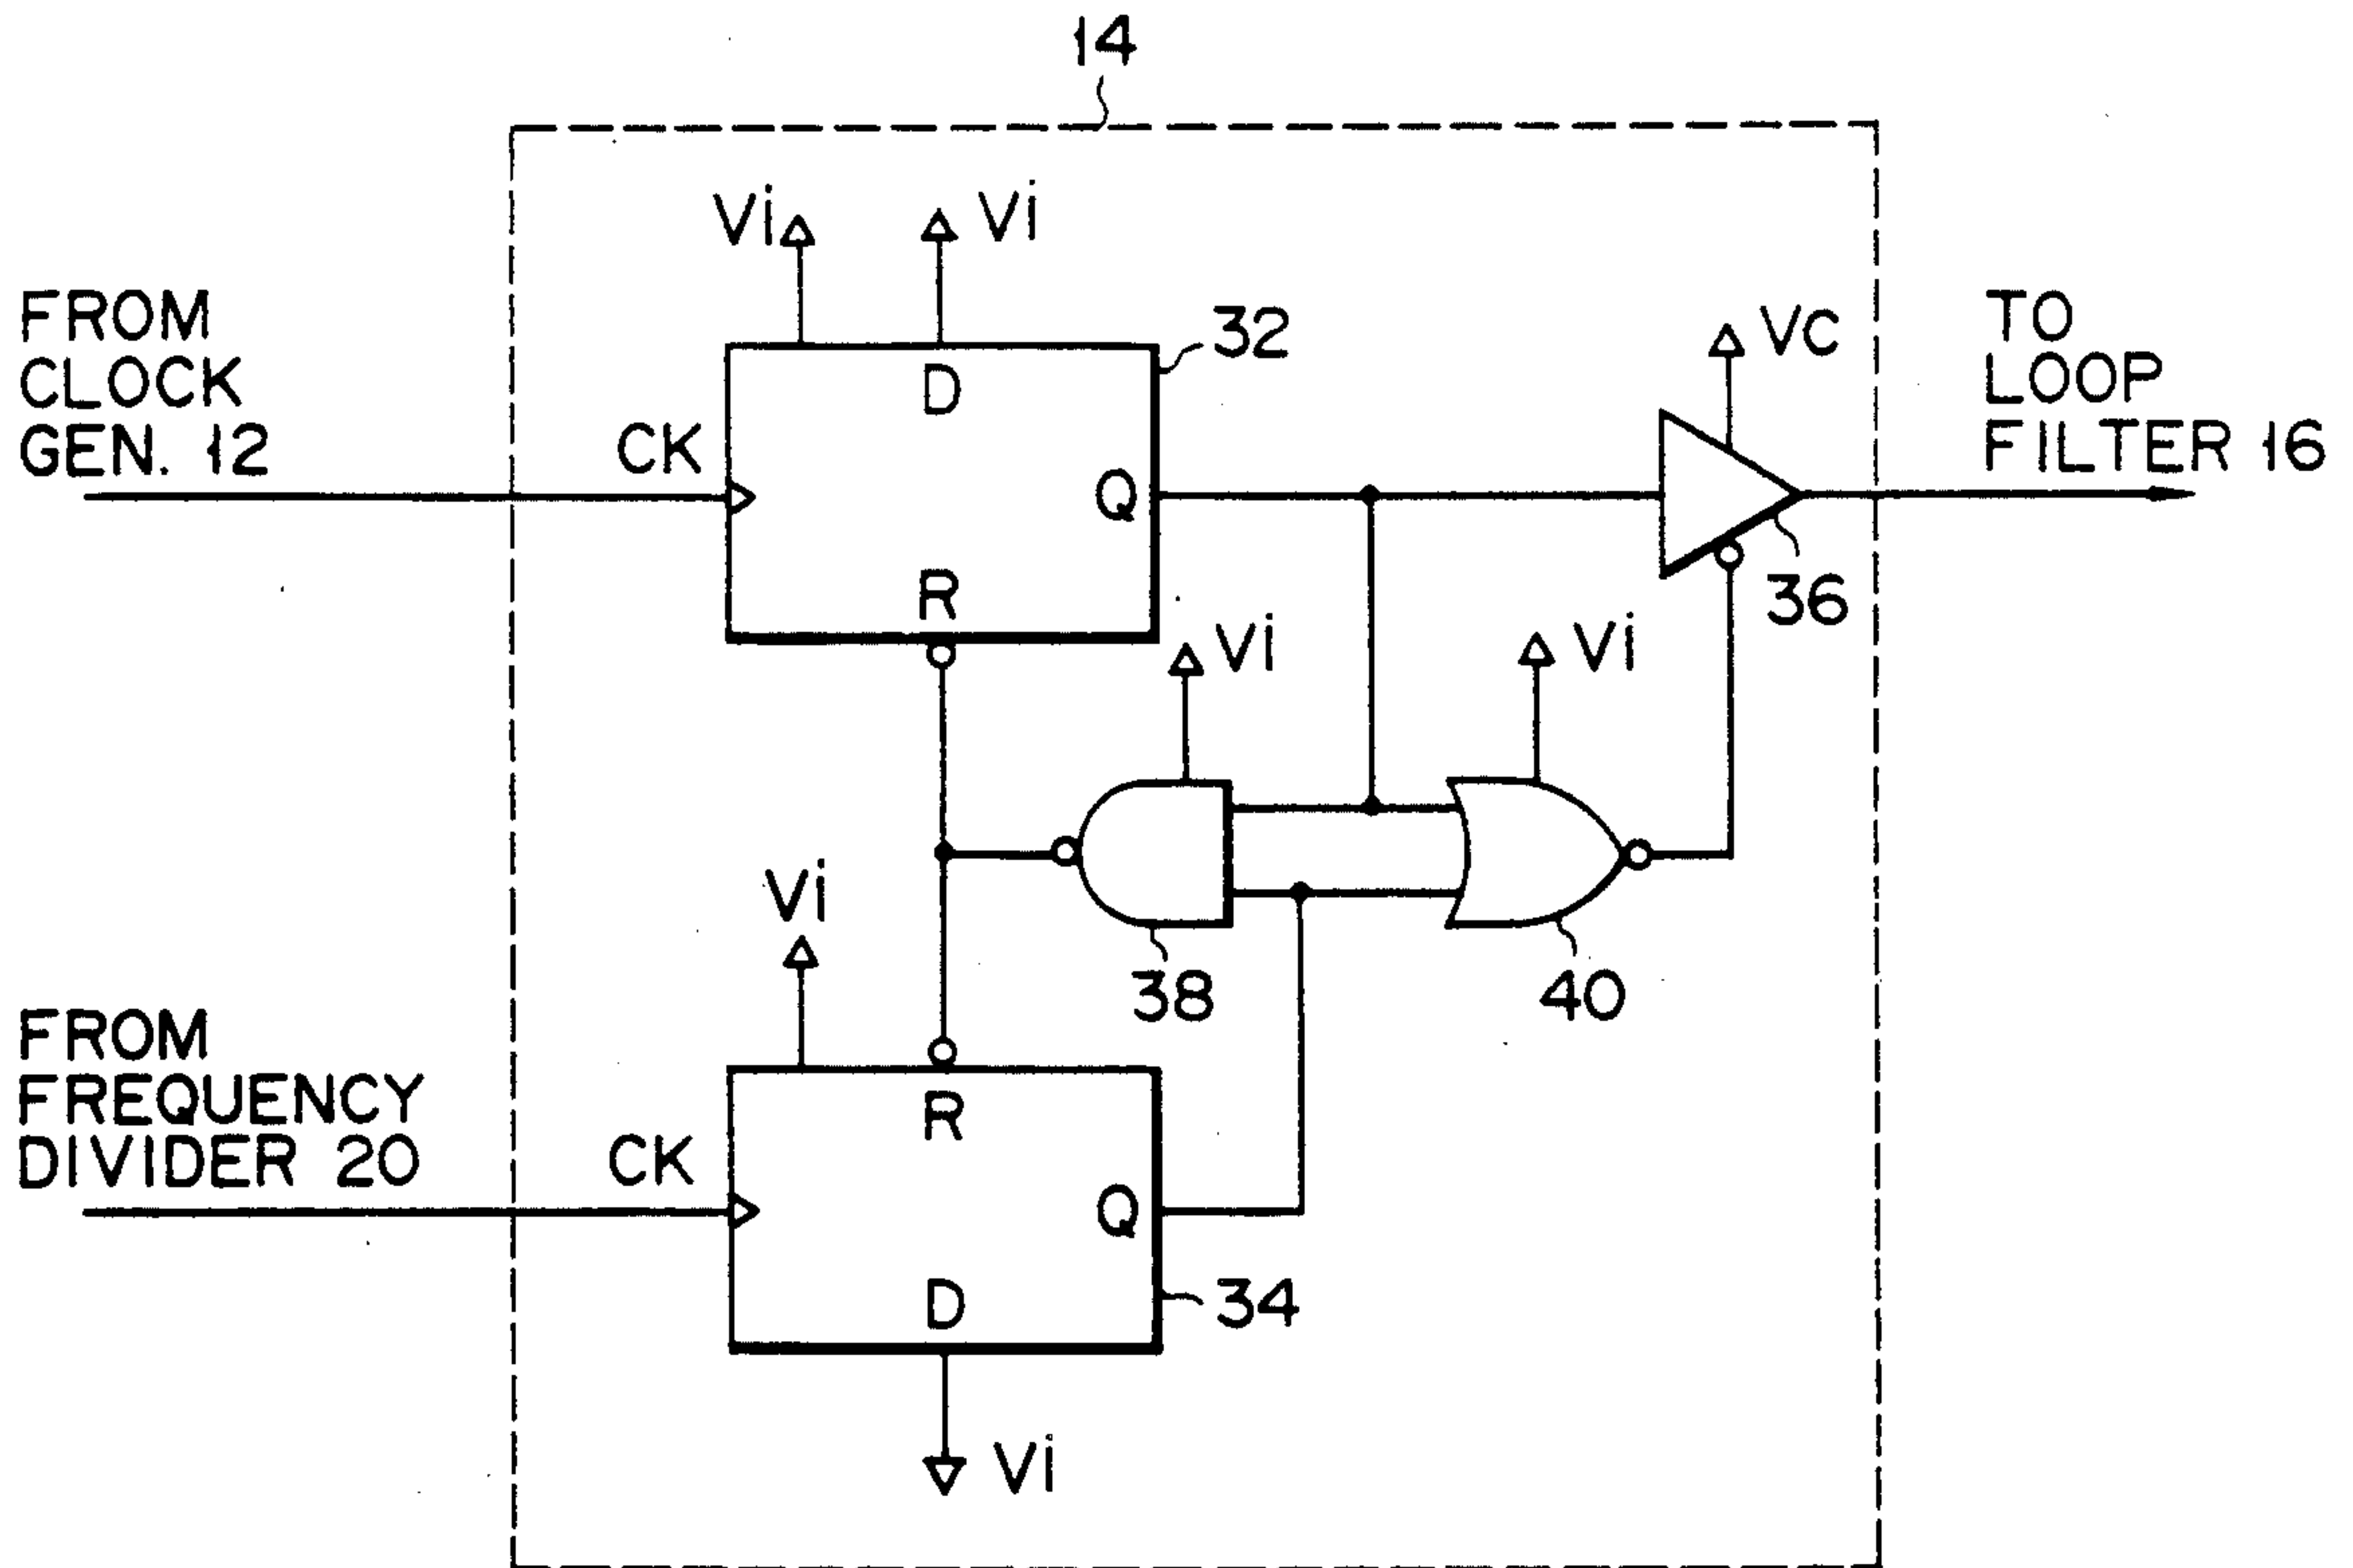 14
Vi
Vi
FROM
CLOCK
GEN. 12
CK
D
Q
R
32
VC
TO
LOOP
FILTER 16
36
Vi
Vi
38
40
Vi
FROM
FREQUENCY
DIVIDER 20
CK
R
Q
D
34
Vi